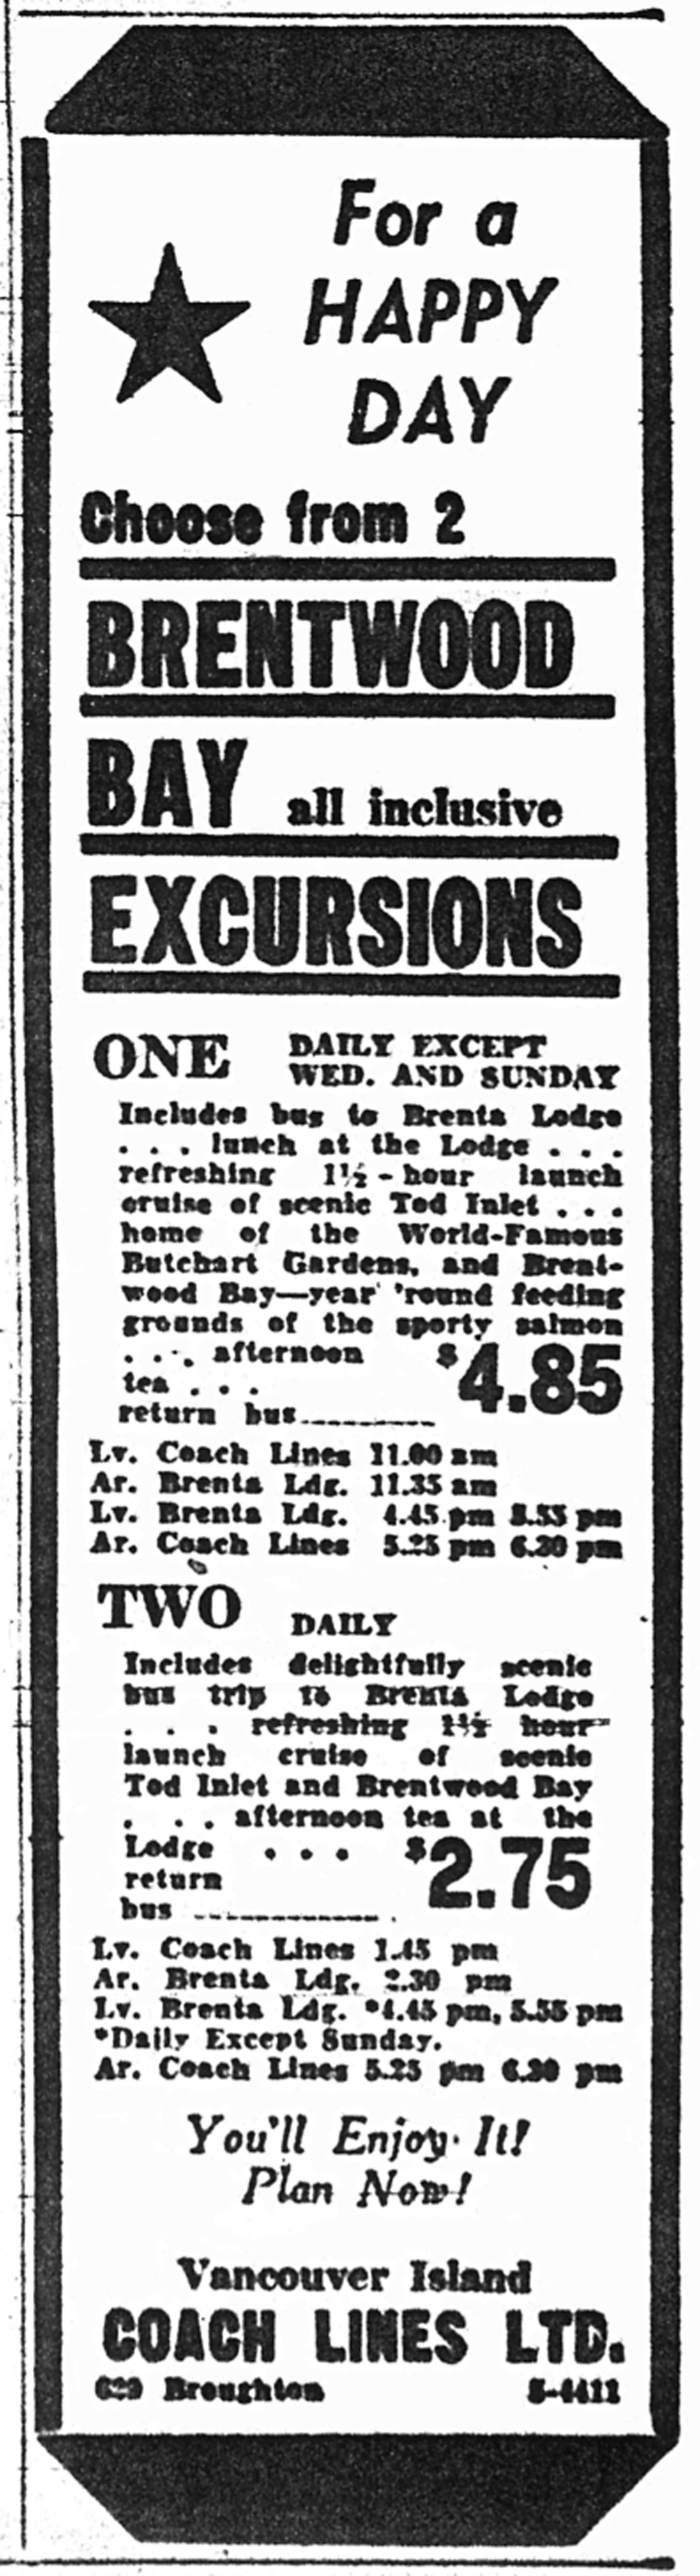 For a
HAPPY
DAY
Choose from 2
BRENTWOOD
BAY all inclusive
EXCURSIONS
ONE DAILY EXCEPT
WED. AND SUNDAY
Includes bus to Brenta Lodge
. . . lunch at the Lodge . . .
refreshing 1½-hour launch
cruise of scenic Tod Inlet . . .
home of the World-Famous
Butchart Gardens, and Brent-
wood Bay—year 'round feeding
grounds of the sporty salmon
. . . afternoon
tea . . .
return bus $4.85
Lv. Coach Lines 11.00 am
Ar. Brenta Ldg. 11.35 am
Lv. Brenta Ldg. 4.45 pm 5.55 pm
Ar. Coach Lines 5.25 pm 6.30 pm
TWO DAILY
Includes delightfully scenic
bus trip to Brenta Lodge
. . . refreshing 1½ hour
launch cruise of scenic
Tod Inlet and Brentwood Bay
. . . afternoon tea at the
Lodge . . . $2.75
return
bus
Lv. Coach Lines 1.45 pm
Ar. Brenta Ldg. 2.30 pm
Lv. Brenta Ldg. *4.45 pm, 5.55 pm
*Daily Except Sunday.
Ar. Coach Lines 5.25 pm 6.30 pm
You'll Enjoy It!
Plan Now!
Vancouver Island
COACH LINES LTD.
Broughton